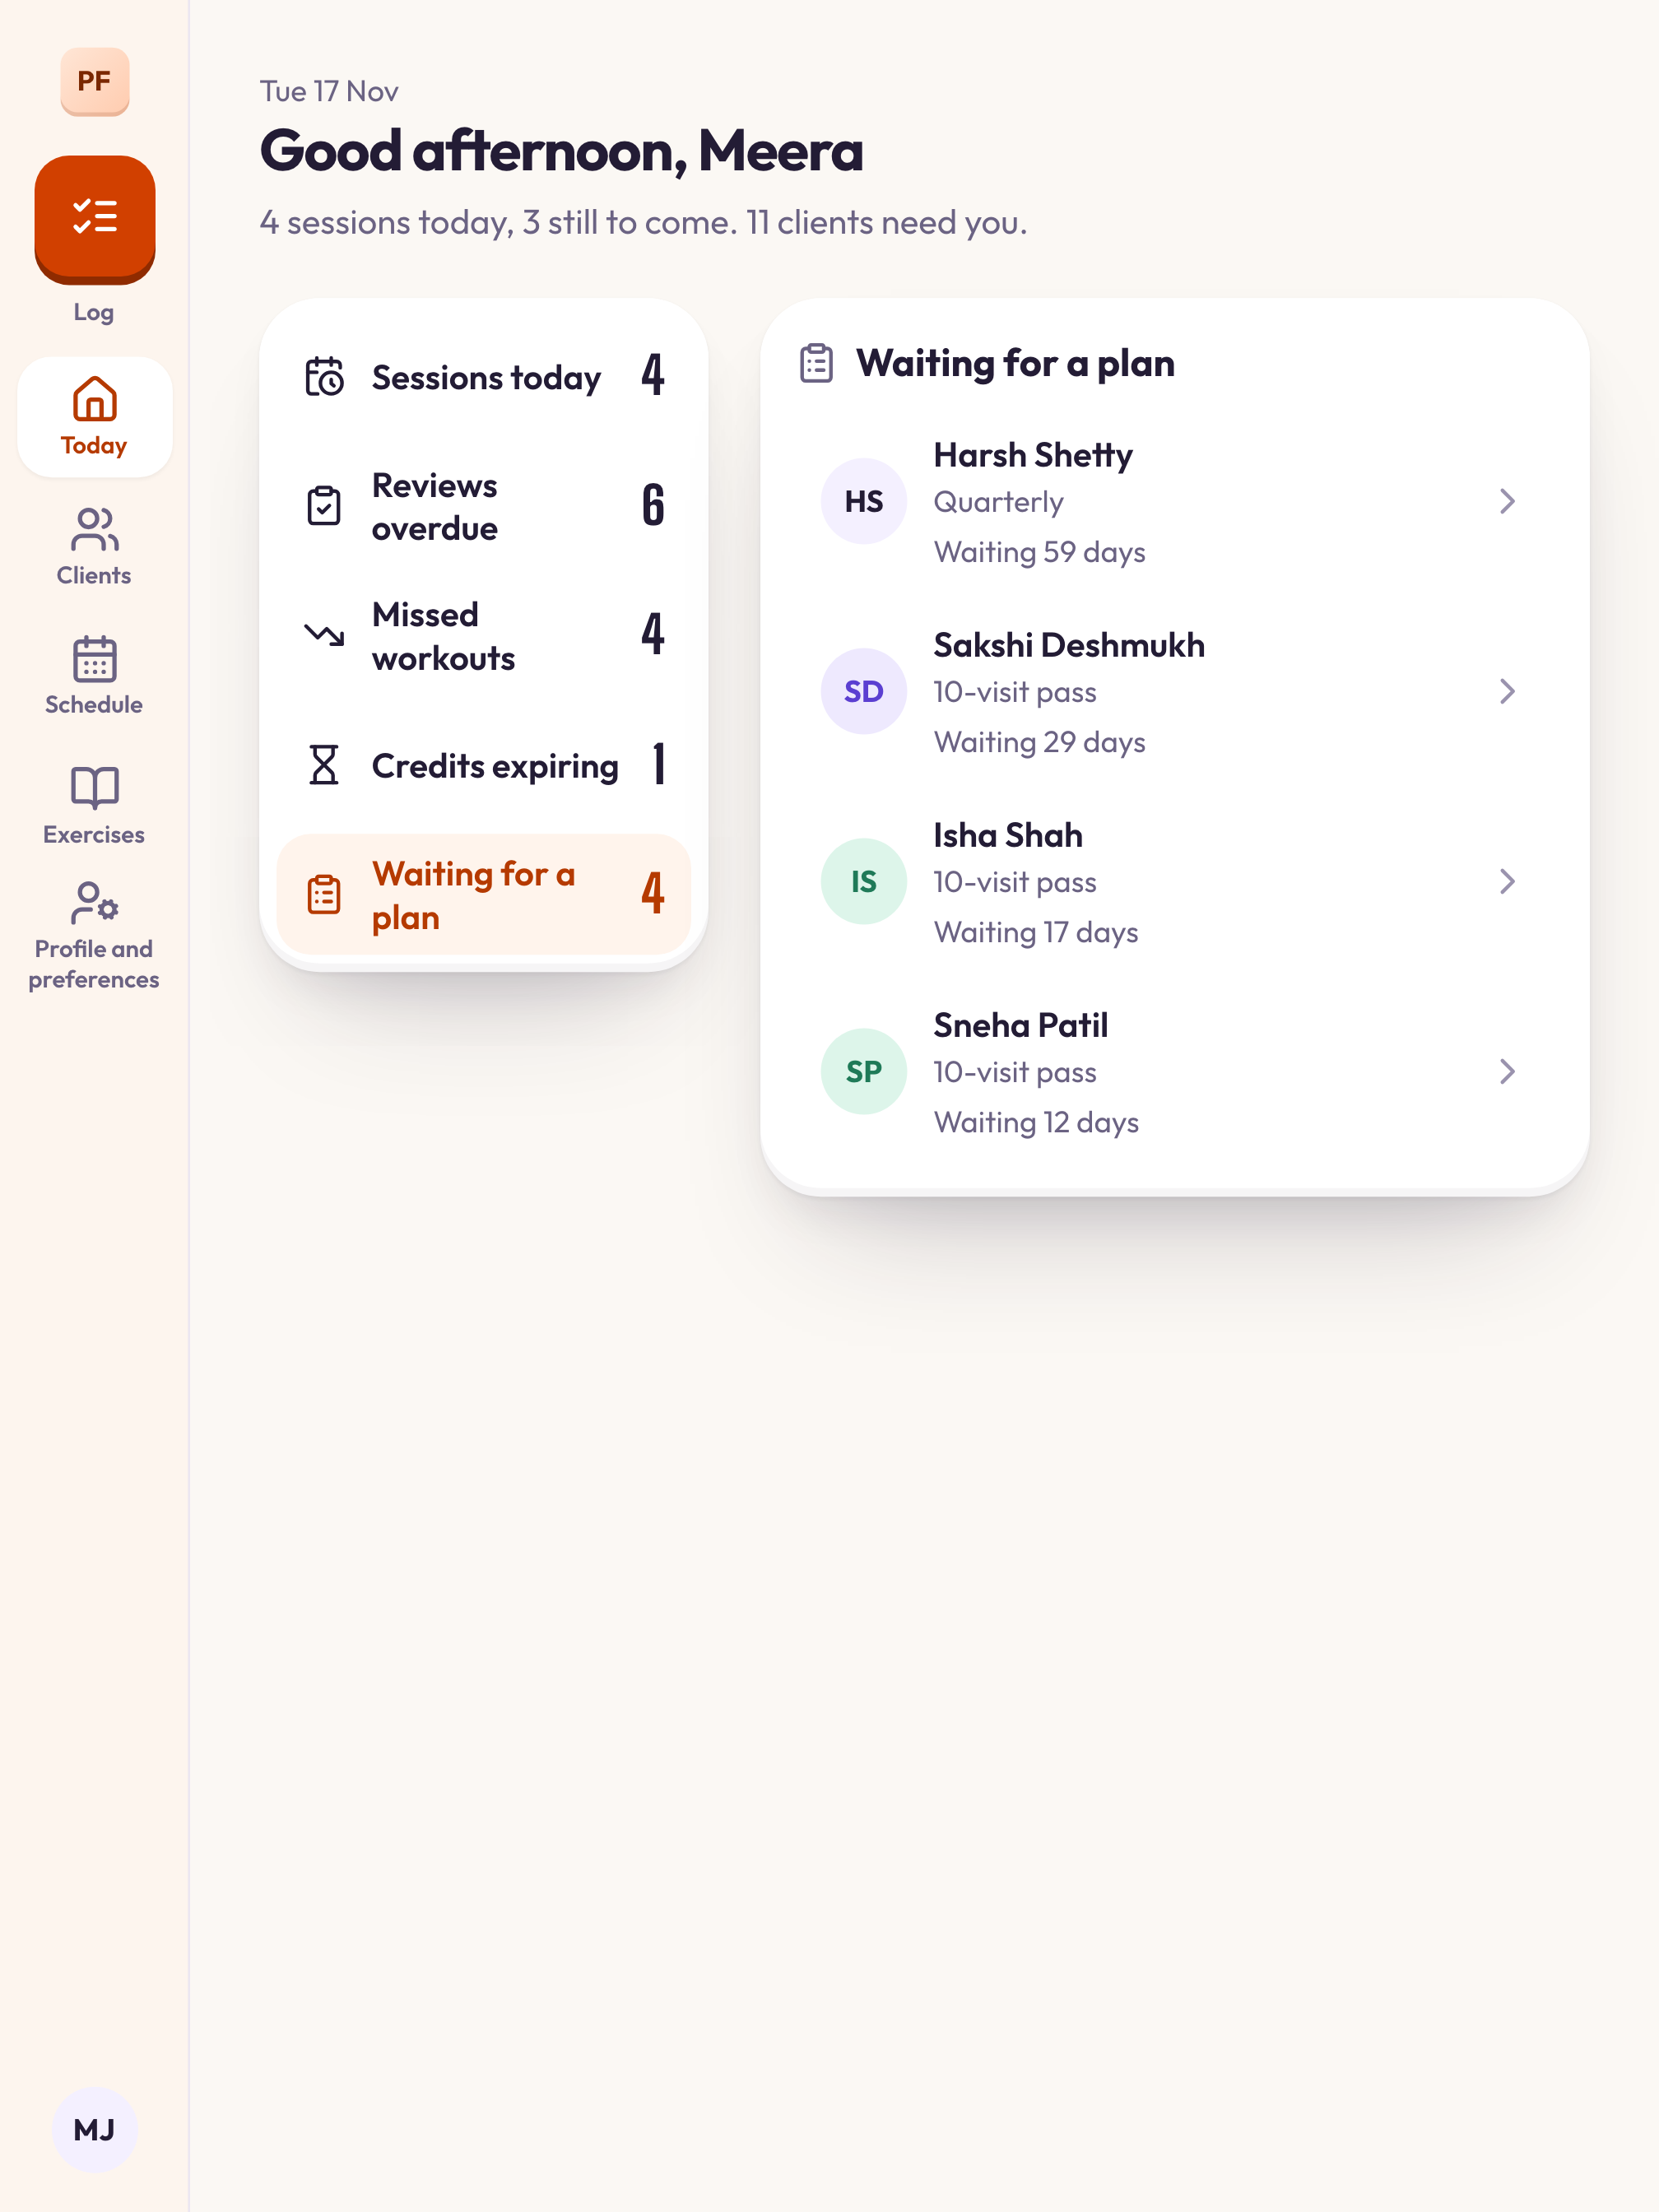 PF
Log
Today
Clients
Schedule
Exercises
Profile and
preferences
MJ
Tue 17 Nov
Good afternoon, Meera
4 sessions today, 3 still to come. 11 clients need you.
Sessions today 4
Reviews
overdue 6
Missed
workouts 4
Credits expiring 1
Waiting for a
plan 4
Waiting for a plan
HS
Harsh Shetty
Quarterly
Waiting 59 days
SD
Sakshi Deshmukh
10-visit pass
Waiting 29 days
IS
Isha Shah
10-visit pass
Waiting 17 days
SP
Sneha Patil
10-visit pass
Waiting 12 days